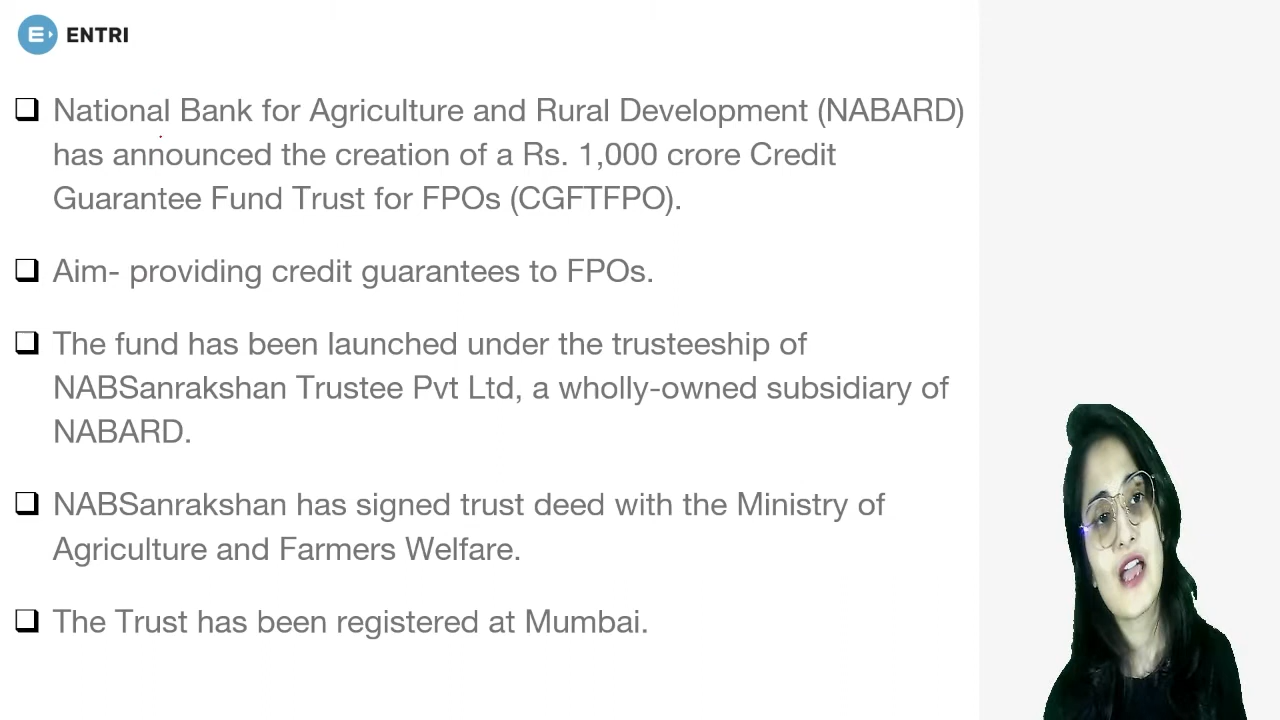 ENTRI
National Bank for Agriculture and Rural Development (NABARD)
has announced the creation of a Rs. 1,000 crore Credit
Guarantee Fund Trust for FPOs (CGFTFPO).
Aim- providing credit guarantees to FPOs.
The fund has been launched under the trusteeship of
NABSanrakshan Trustee Pvt Ltd, a wholly-owned subsidiary of
NABARD.
NABSanrakshan has signed trust deed with the Ministry of
Agriculture and Farmers Welfare.
The Trust has been registered at Mumbai.